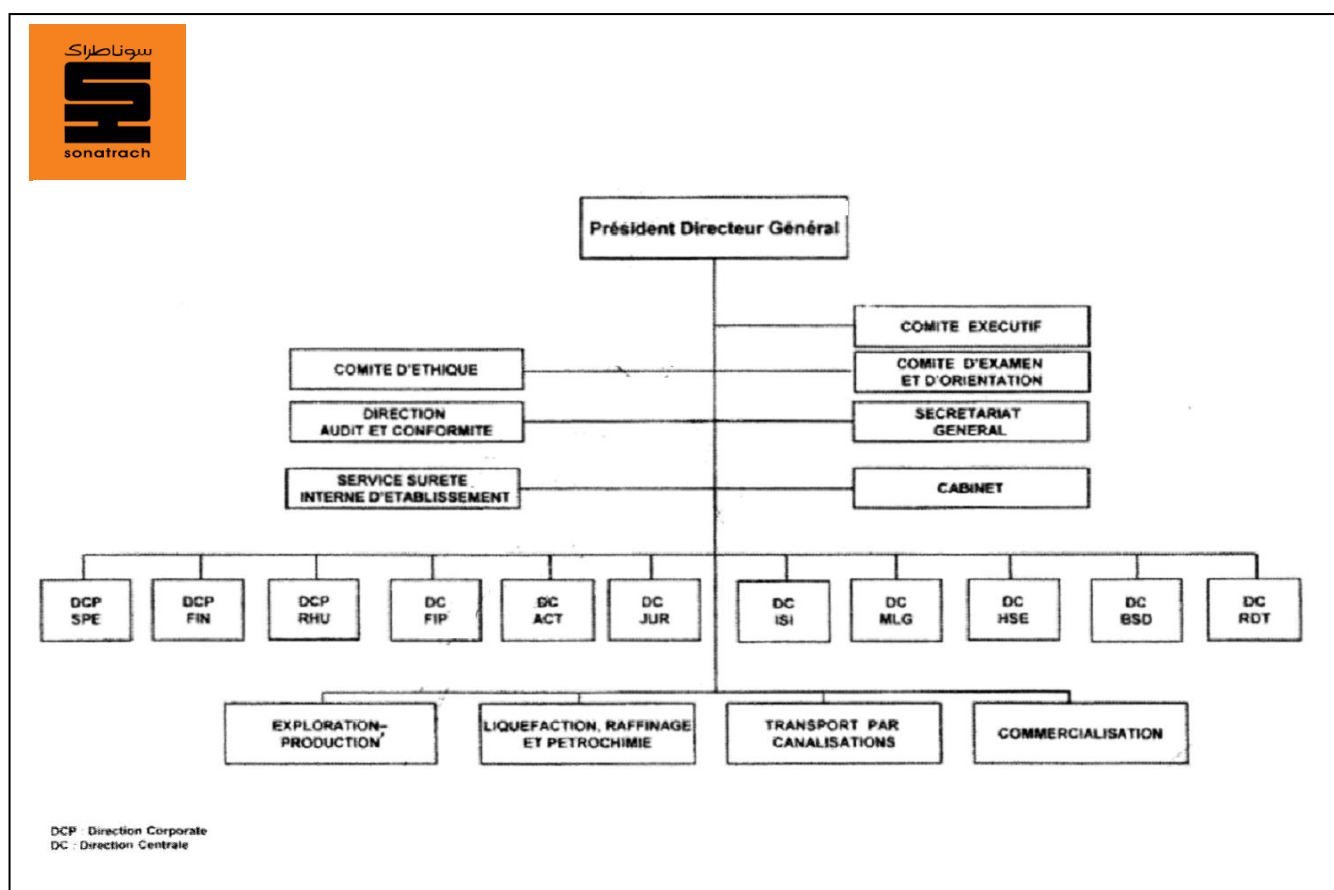 سوناطراك
sonatrach
Président Directeur Général
COMITE EXECUTIF
COMITE D'ETHIQUE
COMITE D'EXAMEN
ET D'ORIENTATION
DIRECTION
AUDIT ET CONFORMITE
SECRETARIAT
GENERAL
SERVICE SURETE
INTERNE D'ETABLISSEMENT
CABINET
DCP
SPE
DCP
FIN
DCP
RHU
DC
FIP
DC
ACT
DC
JUR
DC
ISI
DC
MLG
DC
HSE
DC
BSD
DC
RDT
EXPLORATION-
PRODUCTION
LIQUEFACTION, RAFFINAGE
ET PETROCHIMIE
TRANSPORT PAR
CANALISATIONS
COMMERCIALISATION
DCP : Direction Corporate
DC : Direction Centrale